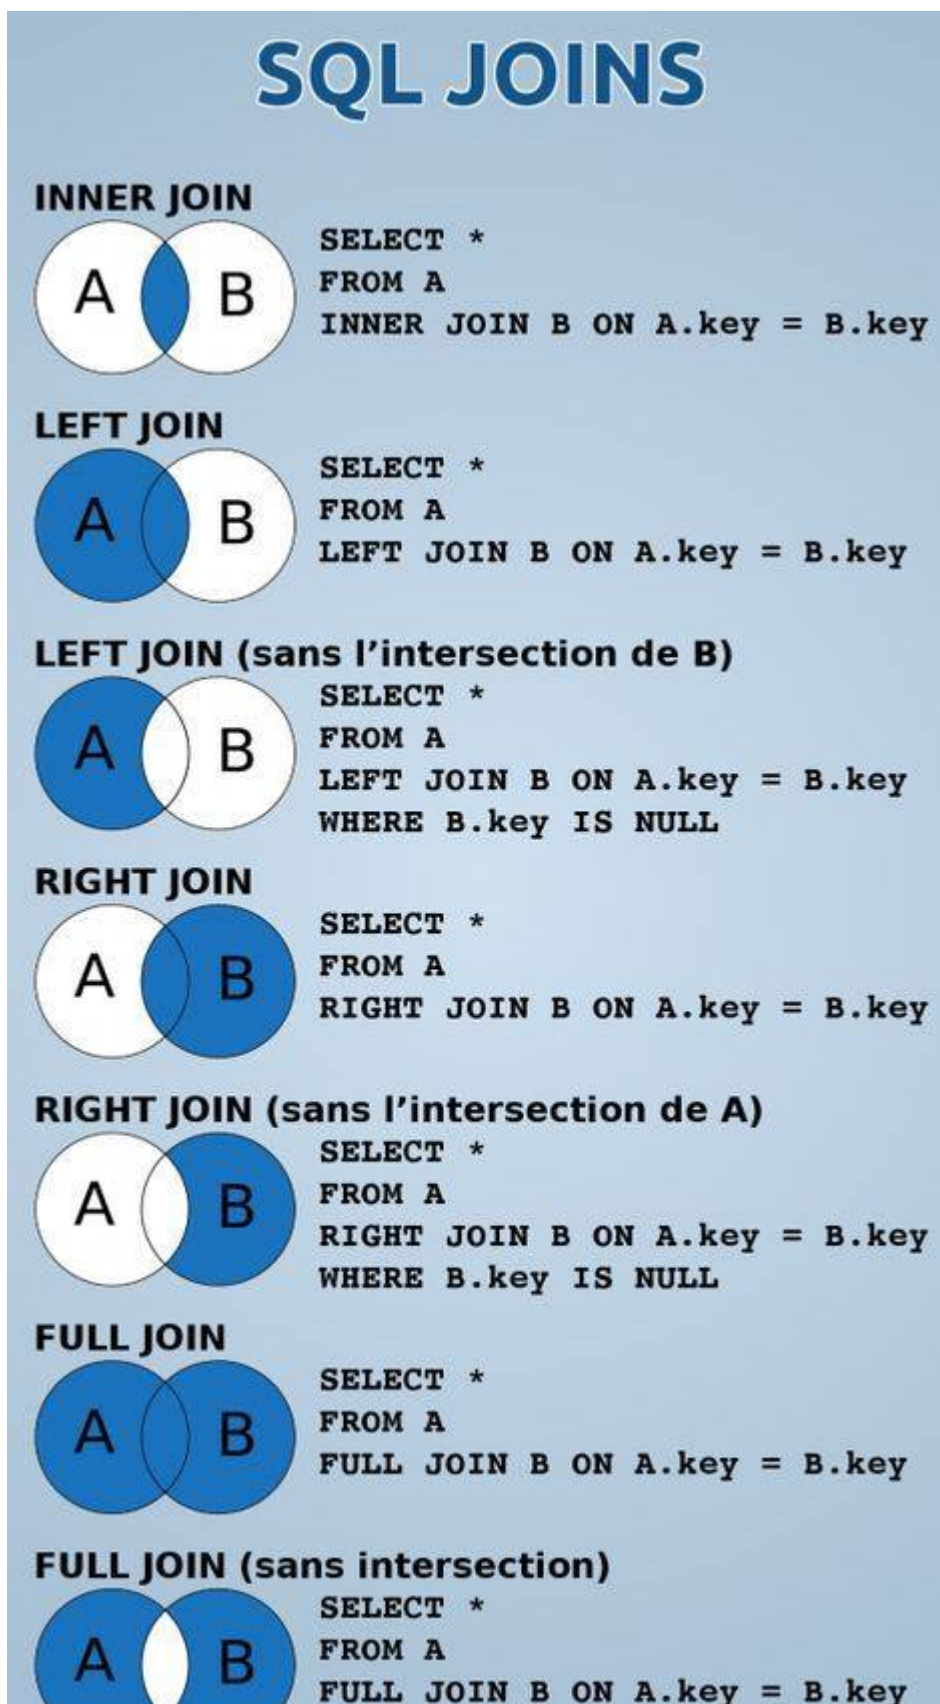 SQL JOINS
INNER JOIN
A B
SELECT *
FROM A
INNER JOIN B ON A.key = B.key
LEFT JOIN
A B
SELECT *
FROM A
LEFT JOIN B ON A.key = B.key
LEFT JOIN (sans l’intersection de B)
A B
SELECT *
FROM A
LEFT JOIN B ON A.key = B.key
WHERE B.key IS NULL
RIGHT JOIN
A B
SELECT *
FROM A
RIGHT JOIN B ON A.key = B.key
RIGHT JOIN (sans l’intersection de A)
A B
SELECT *
FROM A
RIGHT JOIN B ON A.key = B.key
WHERE B.key IS NULL
FULL JOIN
A B
SELECT *
FROM A
FULL JOIN B ON A.key = B.key
FULL JOIN (sans intersection)
A B
SELECT *
FROM A
FULL JOIN B ON A.key = B.key